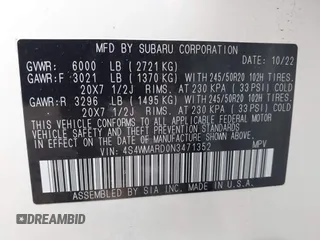 MFD. BY SUBARU CORPORATION
GVWR: 6000 LB (2721 KG) DATE: 10/22
GAWR:F 3021 LB (1370 KG) WITH 245/50R20 102H TIRES.
20X7 1/2J RIMS. AT 230 KPA ( 33 PSI) COLD
GAWR:R 3296 LB (1495 KG) WITH 245/50R20 102H TIRES.
20X7 1/2J RIMS. AT 230 KPA ( 33 PSI) COLD
THIS VEHICLE CONFORMS TO ALL APPLICABLE FEDERAL
MOTOR VEHICLE SAFETY STANDARDS IN EFFECT ON THE
DATE OF MANUFACTURE SHOWN ABOVE.
VIN: 4S4WMARD0N3471352 MPV
ASSEMBLED BY SIA INC. MADE IN U.S.A.
© BIDFAX